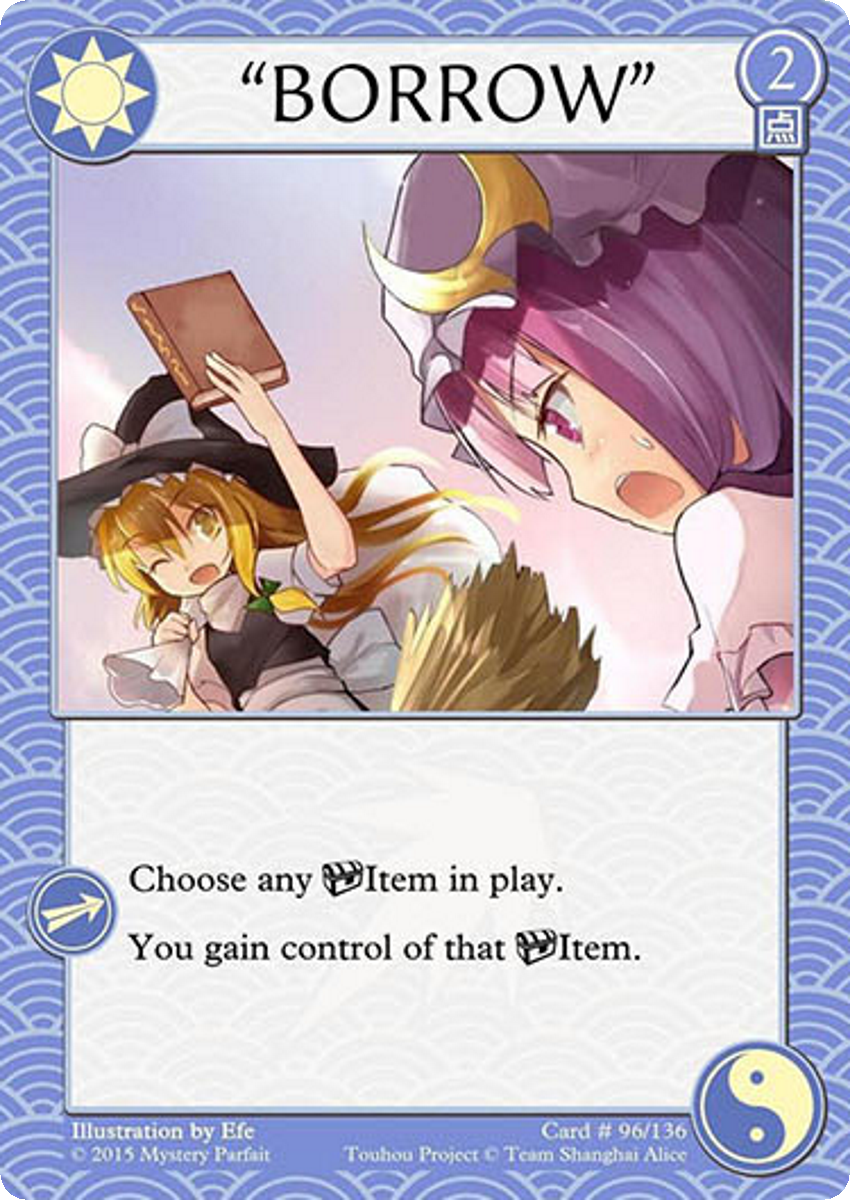 “BORROW”
2
点
Choose any Item in play.
You gain control of that Item.
Illustration by Efe
Card # 96/136
© 2015 Mystery Parfait
Touhou Project © Team Shanghai Alice